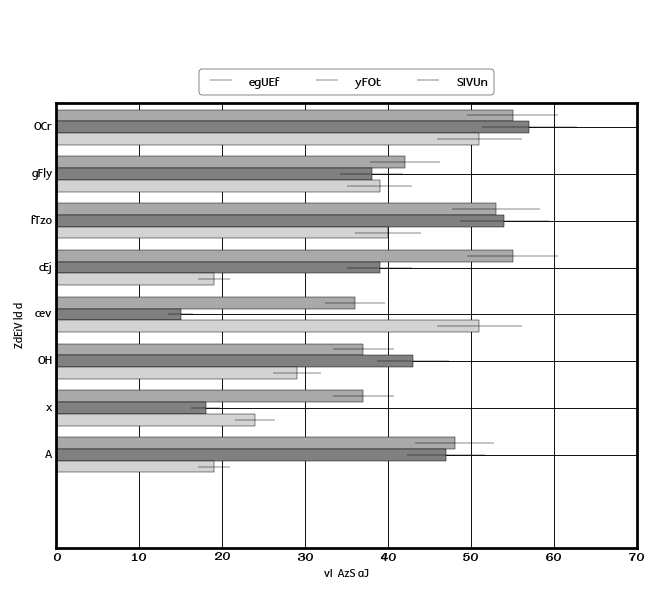 egUEf yFOt SIVUn
OCr
gFly
fTzo
cEj
cev
OH
x
A
ZdEiV ld d
0 10 20 30 40 50 60 70
vl AzS aJ